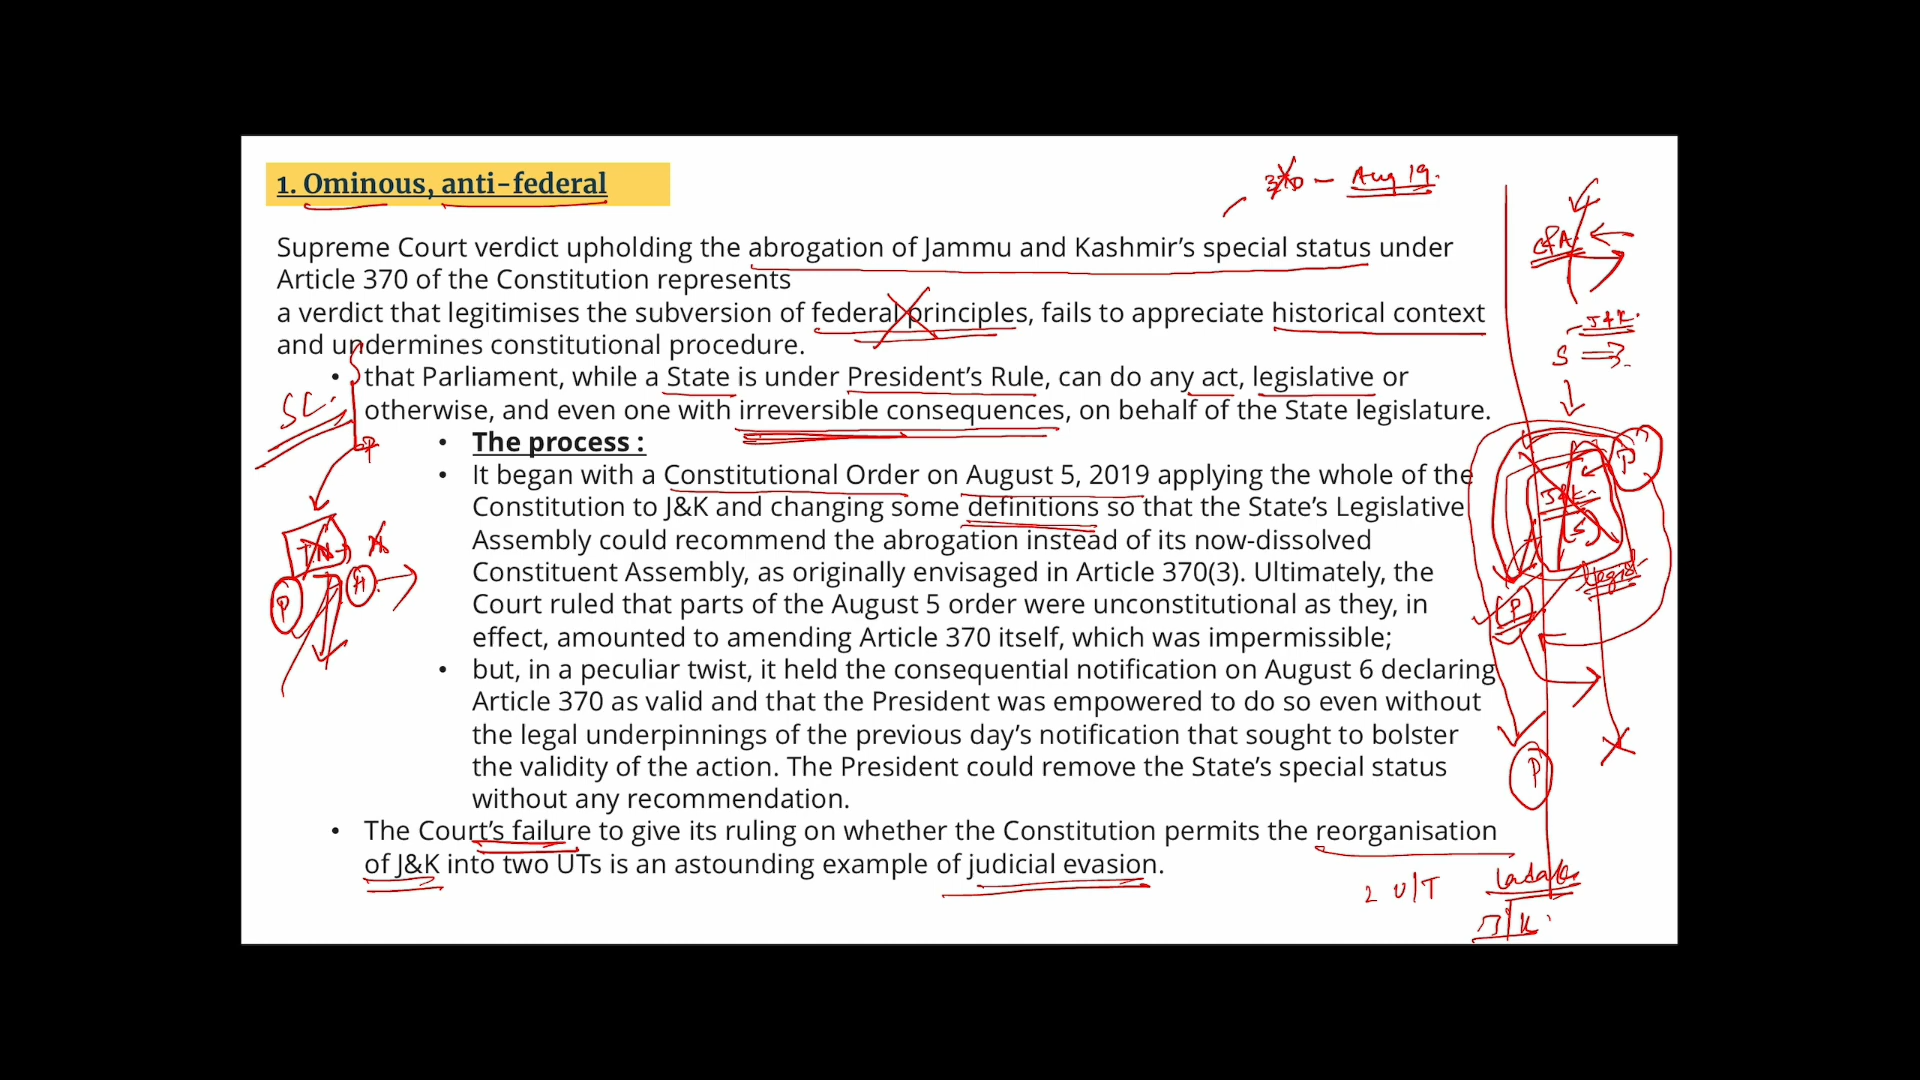 1. Ominous, anti-federal
370 - Aug 19.
Supreme Court verdict upholding the abrogation of Jammu and Kashmir's special status under
Article 370 of the Constitution represents
a verdict that legitimises the subversion of federal principles, fails to appreciate historical context
and undermines constitutional procedure.
• that Parliament, while a State is under President's Rule, can do any act, legislative or
otherwise, and even one with irreversible consequences, on behalf of the State legislature.
• The process :
• It began with a Constitutional Order on August 5, 2019 applying the whole of the
Constitution to J&K and changing some definitions so that the State's Legislative
Assembly could recommend the abrogation instead of its now-dissolved
Constituent Assembly, as originally envisaged in Article 370(3). Ultimately, the
Court ruled that parts of the August 5 order were unconstitutional as they, in
effect, amounted to amending Article 370 itself, which was impermissible;
• but, in a peculiar twist, it held the consequential notification on August 6 declaring
Article 370 as valid and that the President was empowered to do so even without
the legal underpinnings of the previous day's notification that sought to bolster
the validity of the action. The President could remove the State's special status
without any recommendation.
• The Court's failure to give its ruling on whether the Constitution permits the reorganisation
of J&K into two UTs is an astounding example of judicial evasion.
SC.
P
P
H
J&K.
S
P
J&K
(S)
Legis
P
P
2 U/T
Ladakh
J/K